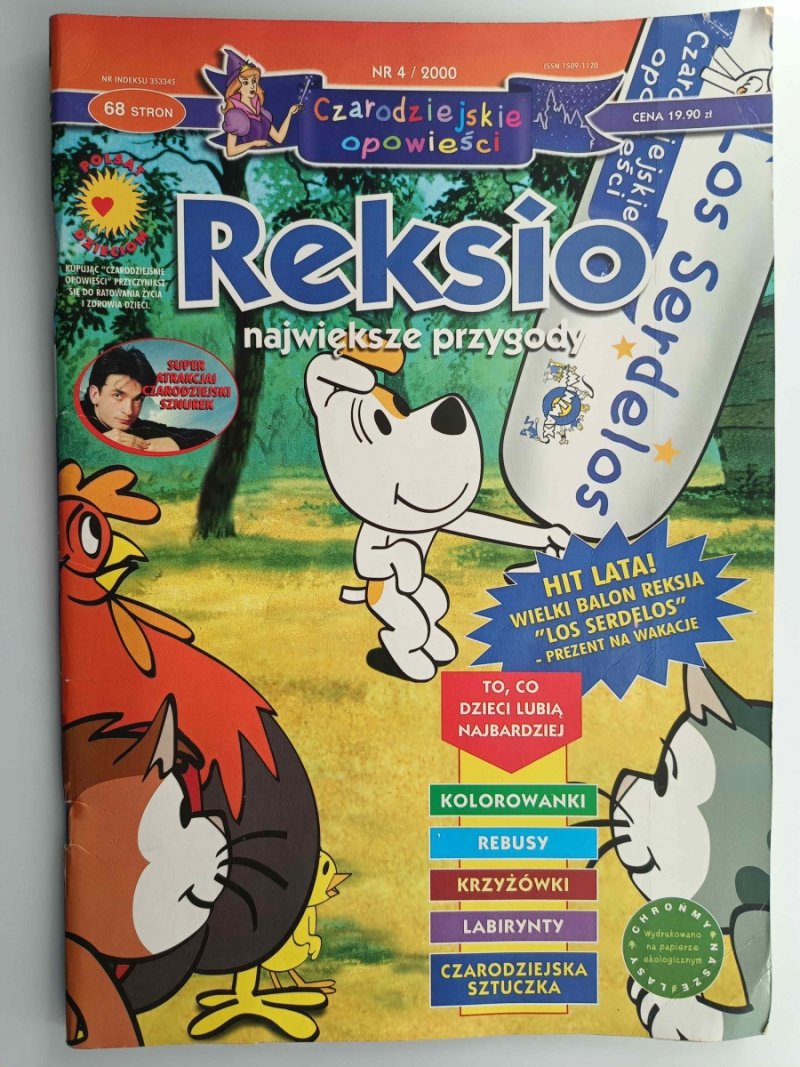 NR INDEKSU 353345
NR 4 / 2000
ISSN 1509-1120
68 STRON
Czarodziejskie
opowieści
CENA 19.90 zł
POLSAT
DZIECIOM
KUPUJĄC "CZARODZIEJSKIE
OPOWIEŚCI" PRZYCZYNIASZ
SIĘ DO RATOWANIA ŻYCIA
I ZDROWIA DZIECI.
Reksio
największe przygody
SUPER
ATRAKCJA!
CZARODZIEJSKI
SZNUREK
Los Serdelos
HIT LATA!
WIELKI BALON REKSIA
"LOS SERDELOS"
- PREZENT NA WAKACJE
TO, CO
DZIECI LUBIĄ
NAJBARDZIEJ
KOLOROWANKI
REBUSY
KRZYŻÓWKI
LABIRYNTY
CZARODZIEJSKA
SZTUCZKA
CHROŃMY NASZE LASY
Wydrukowano
na papierze
ekologicznym